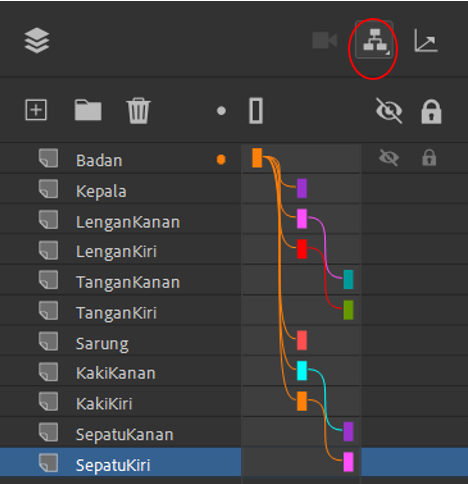 Badan
Kepala
LenganKanan
LenganKiri
TanganKanan
TanganKiri
Sarung
KakiKanan
KakiKiri
SepatuKanan
SepatuKiri